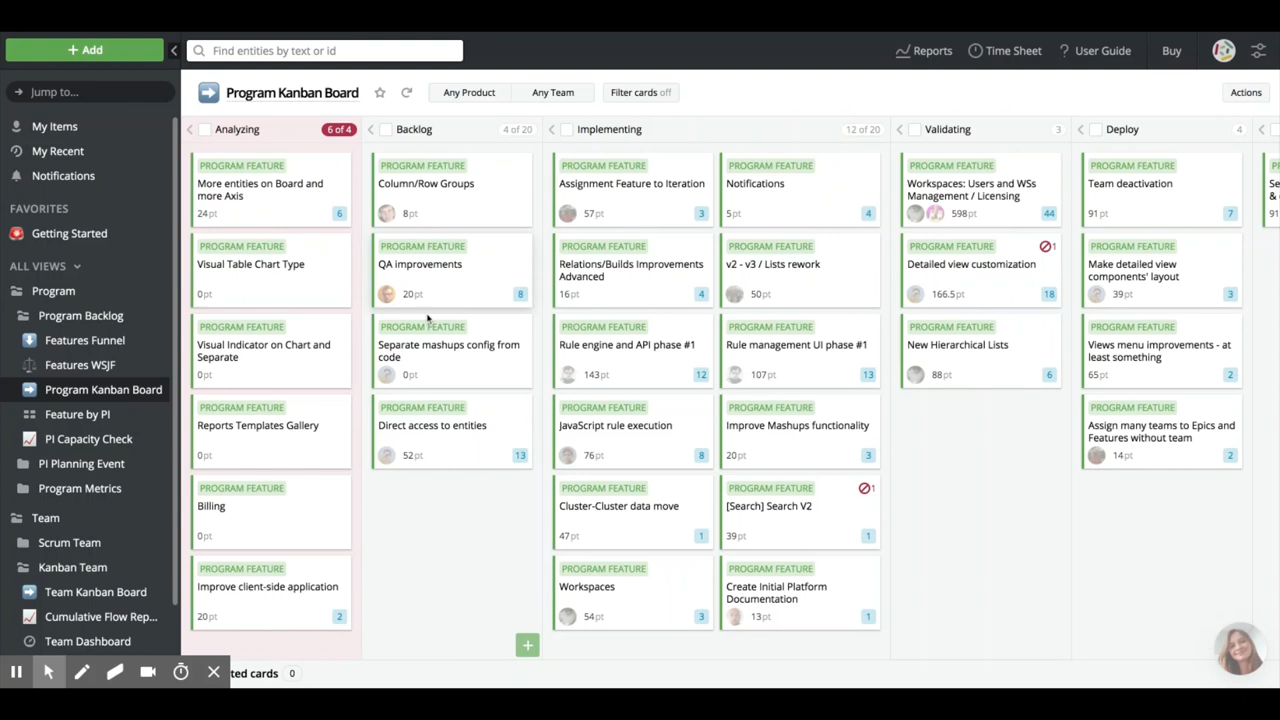 + Add
Find entities by text or id
Reports
Time Sheet
? User Guide
Buy
Jump to...
My Items
My Recent
Notifications
FAVORITES
Getting Started
ALL VIEWS
Program
Program Backlog
Features Funnel
Features WSJF
Program Kanban Board
Feature by PI
PI Capacity Check
PI Planning Event
Program Metrics
Team
Scrum Team
Kanban Team
Team Kanban Board
Cumulative Flow Rep...
Team Dashboard
Program Kanban Board
Any Product
Any Team
Filter cards off
Actions
Analyzing
6 of 4
PROGRAM FEATURE
More entities on Board and
more Axis
24pt
6
PROGRAM FEATURE
Visual Table Chart Type
0pt
PROGRAM FEATURE
Visual Indicator on Chart and
Separate
0pt
PROGRAM FEATURE
Reports Templates Gallery
0pt
PROGRAM FEATURE
Billing
0pt
PROGRAM FEATURE
Improve client-side application
20pt
2
Backlog
4 of 20
PROGRAM FEATURE
Column/Row Groups
8pt
PROGRAM FEATURE
QA improvements
20pt
8
PROGRAM FEATURE
Separate mashups config from
code
0pt
PROGRAM FEATURE
Direct access to entities
52pt
13
+
Implementing
12 of 20
PROGRAM FEATURE
Assignment Feature to Iteration
57pt
3
PROGRAM FEATURE
Relations/Builds Improvements
Advanced
16pt
4
PROGRAM FEATURE
Rule engine and API phase #1
143pt
12
PROGRAM FEATURE
JavaScript rule execution
76pt
8
PROGRAM FEATURE
Cluster-Cluster data move
47pt
1
PROGRAM FEATURE
Workspaces
54pt
3
PROGRAM FEATURE
Notifications
5pt
4
PROGRAM FEATURE
v2 - v3 / Lists rework
50pt
PROGRAM FEATURE
Rule management UI phase #1
107pt
13
PROGRAM FEATURE
Improve Mashups functionality
20pt
3
PROGRAM FEATURE
1
[Search] Search V2
39pt
1
PROGRAM FEATURE
Create Initial Platform
Documentation
13pt
1
Validating
3
PROGRAM FEATURE
Workspaces: Users and WSs
Management / Licensing
598pt
44
PROGRAM FEATURE
1
Detailed view customization
166.5pt
18
PROGRAM FEATURE
New Hierarchical Lists
88pt
6
Deploy
4
PROGRAM FEATURE
Team deactivation
91pt
7
PROGRAM FEATURE
Make detailed view
components' layout
39pt
3
PROGRAM FEATURE
Views menu improvements - at
least something
65pt
2
PROGRAM FEATURE
Assign many teams to Epics and
Features without team
14pt
2
ted cards 0